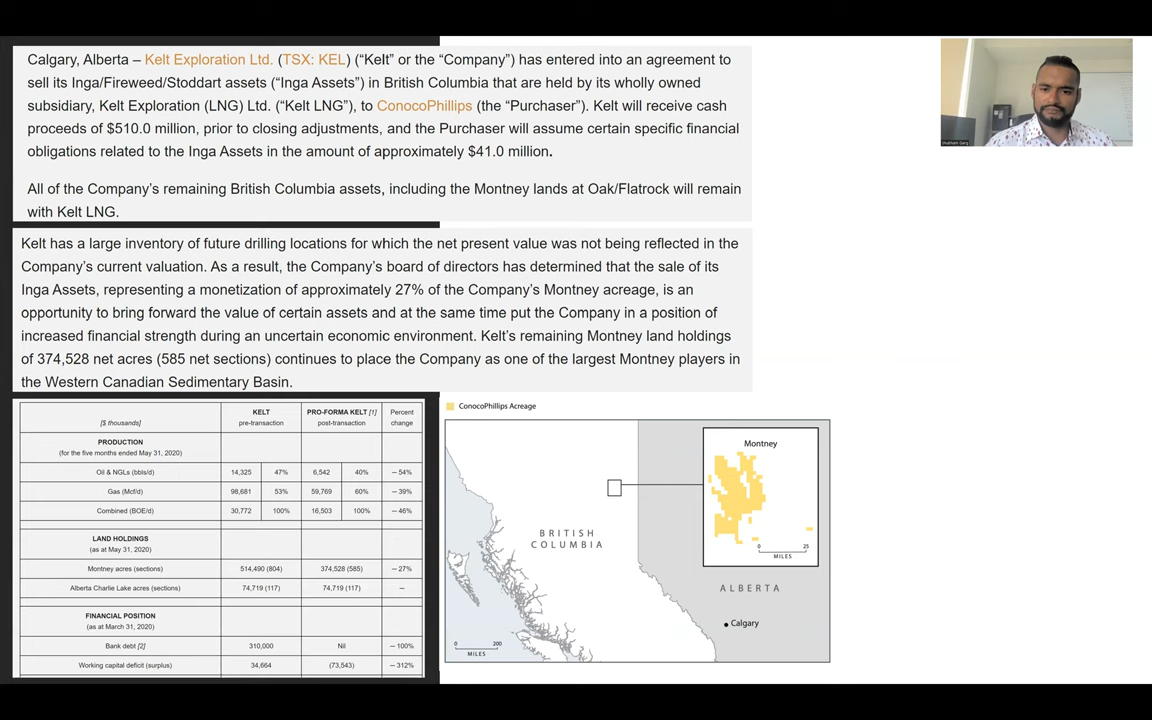 Calgary, Alberta – Kelt Exploration Ltd. (TSX: KEL) (“Kelt” or the “Company”) has entered into an agreement to
sell its Inga/Fireweed/Stoddart assets (“Inga Assets”) in British Columbia that are held by its wholly owned
subsidiary, Kelt Exploration (LNG) Ltd. (“Kelt LNG”), to ConocoPhillips (the “Purchaser”). Kelt will receive cash
proceeds of $510.0 million, prior to closing adjustments, and the Purchaser will assume certain specific financial
obligations related to the Inga Assets in the amount of approximately $41.0 million.
All of the Company’s remaining British Columbia assets, including the Montney lands at Oak/Flatrock will remain
with Kelt LNG.
Kelt has a large inventory of future drilling locations for which the net present value was not being reflected in the
Company’s current valuation. As a result, the Company’s board of directors has determined that the sale of its
Inga Assets, representing a monetization of approximately 27% of the Company’s Montney acreage, is an
opportunity to bring forward the value of certain assets and at the same time put the Company in a position of
increased financial strength during an uncertain economic environment. Kelt’s remaining Montney land holdings
of 374,528 net acres (585 net sections) continues to place the Company as one of the largest Montney players in
the Western Canadian Sedimentary Basin.
[$ thousands] KELT pre-transaction PRO-FORMA KELT [1] post-transaction Percent change
PRODUCTION
(for the five months ended May 31, 2020)
Oil & NGLs (bbls/d) 14,325 47% 6,542 40% – 54%
Gas (Mcf/d) 98,681 53% 59,769 60% – 39%
Combined (BOE/d) 30,772 100% 16,503 100% – 46%
LAND HOLDINGS
(as at May 31, 2020)
Montney acres (sections) 514,490 (804) 374,528 (585) – 27%
Alberta Charlie Lake acres (sections) 74,719 (117) 74,719 (117) –
FINANCIAL POSITION
(as at March 31, 2020)
Bank debt [2] 310,000 Nil – 100%
Working capital deficit (surplus) 34,664 (73,543) – 312%
ConocoPhillips Acreage
Montney
0 25
MILES
BRITISH
COLUMBIA
ALBERTA
Calgary
0 200
MILES
Shubham Garg